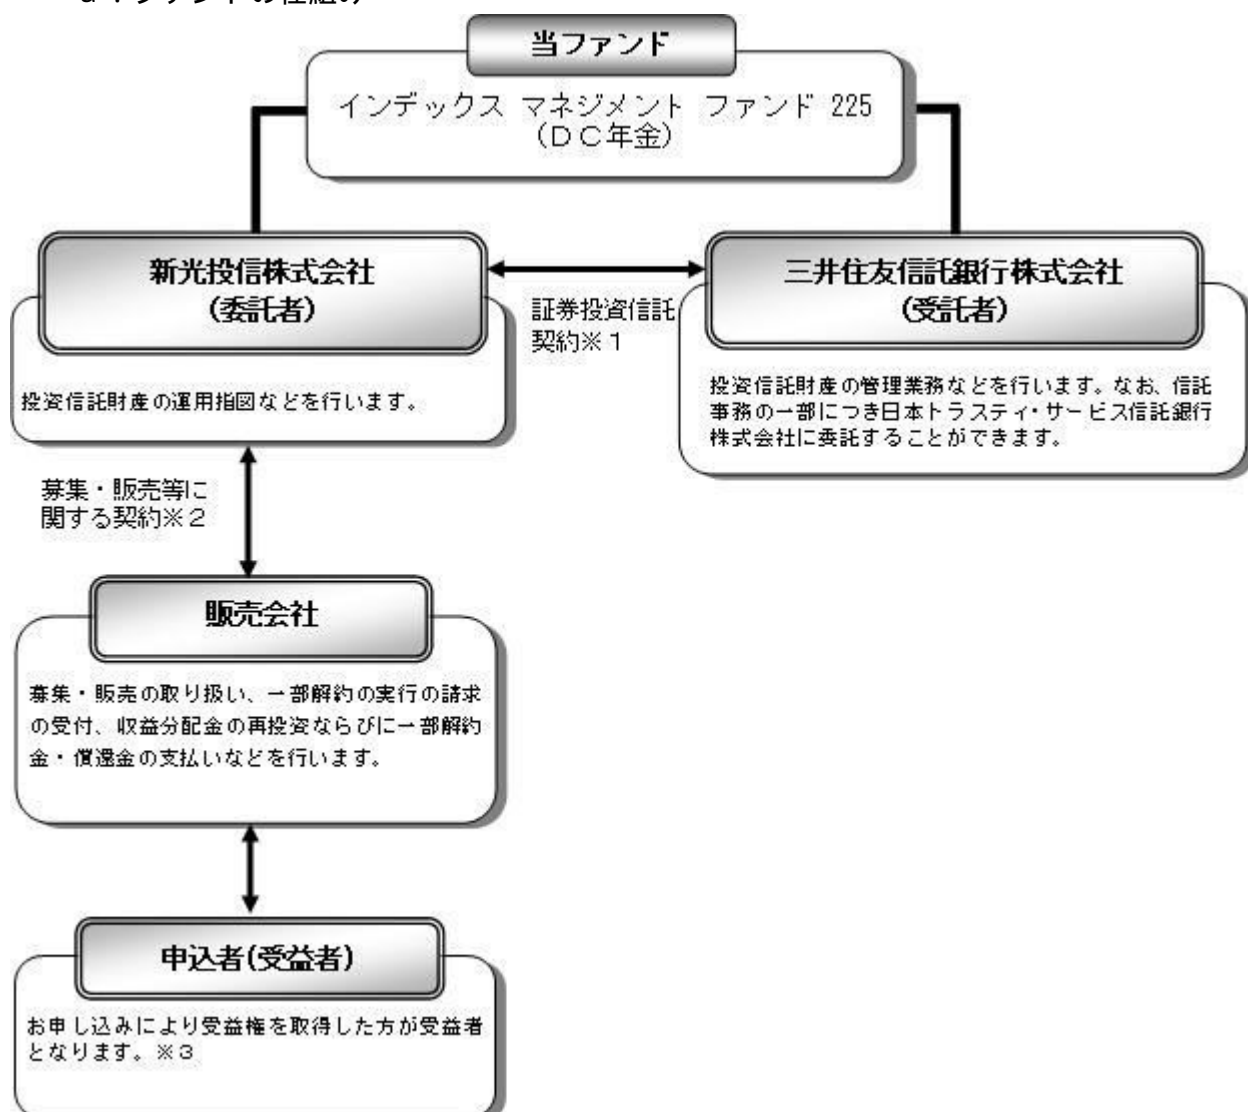 当ファンド
インデックス マネジメント ファンド 225
(ＤＣ年金)
新光投信株式会社
(委託者)
証券投資信託
契約※１
三井住友信託銀行株式会社
(受託者)
投資信託財産の運用指図などを行います。
投資信託財産の管理業務などを行います。なお、信託
事務の一部につき日本トラスティ・サービス信託銀行
株式会社に委託することができます。
募集・販売等に
関する契約※２
販売会社
募集・販売の取り扱い、一部解約の実行の請求
の受付、収益分配金の再投資ならびに一部解約
金・償還金の支払いなどを行います。
申込者(受益者)
お申し込みにより受益権を取得した方が受益者
となります。※３